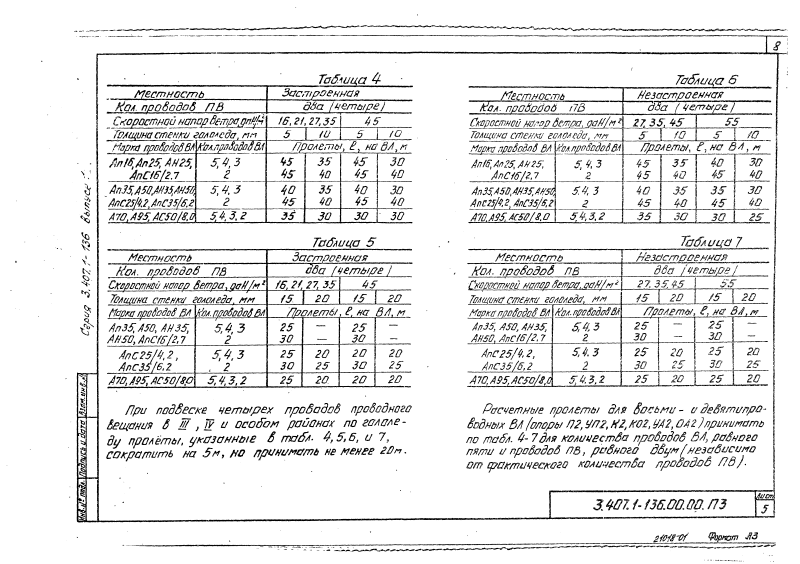 8
Таблица 4
Местность Застроенная
Кол. проводов ПВ два (четыре)
Скоростной напор ветра, 16, 21, 27, 35 45
Толщина стенки гололеда, мм 5 10 5 10
Марка проводов ВЛ Кол. проводов ВЛ Пролеты, ℓ, на ВЛ, м
Ап16, Ап25, АН25, 5, 4, 3 45 35 45 30
АпС16/2.7 2 45 40 45 40
Ап35, А50, АН35, АН50, 5, 4, 3 40 35 40 30
АпС25/4,2, АпС35/6,2 2 45 40 45 40
А70, А95, АС50/8,0 5, 4, 3, 2 35 30 30 30
Таблица 5
Местность Застроенная
Кол. проводов ПВ два (четыре)
Скоростной напор ветра, даН/м² 16, 21, 27, 35 45
Толщина стенки гололеда, мм 15 20 15 20
Марка проводов ВЛ Кол. проводов ВЛ Пролеты, ℓ, на ВЛ, м
Ап35, А50, АН35, 5, 4, 3 25 — 25 —
АН50, АпС16/2.7 2 30 — 30 —
АпС25/4,2, 5, 4, 3 25 20 20 20
АпС35/6,2 2 30 25 30 25
А70, А95, АС50/8,0 5, 4, 3, 2 25 20 20 20
При подвеске четырех проводов проводного
вещания в III, IV и особом районах по гололе-
ду пролеты, указанные в табл. 4,5,6, и 7,
сократить на 5м, но принимать не менее 20м.
Таблица 6
Местность Незастроенная
Кол. проводов ПВ два (четыре)
Скоростной напор ветра, даН/м² 27, 35, 45 55
Толщина стенки гололеда, мм 5 10 5 10
Марка проводов ВЛ Кол. проводов ВЛ Пролеты, ℓ, на ВЛ, м
Ап16, Ап25, АН25, 5, 4, 3 45 35 40 30
АпС16/2,7 2 45 40 45 40
Ап35, А50, АН35, АН50, 5, 4, 3 40 35 35 30
АпС25/4,2, АпС35/6,2 2 45 40 45 40
А70, А95, АС50/8,0 5, 4, 3, 2 35 30 30 25
Таблица 7
Местность Незастроенная
Кол. проводов ПВ два (четыре)
Скоростной напор ветра, даН/м² 27, 35, 45 55
Толщина стенки гололеда, мм 15 20 15 20
Марка проводов ВЛ Кол. проводов ВЛ Пролеты, ℓ, на ВЛ, м
Ап35, А50, АН35, 5, 4, 3 25 — 25 —
АН50, АпС16/2,7 2 30 — 30 —
АпС25/4,2, 5, 4, 3 25 20 25 20
АпС35/6,2 2 30 25 30 25
А70, А95, АС50/8,0 5, 4, 3, 2 25 20 25 20
Расчетные пролеты для восьми- и девятипро-
водных ВЛ (опоры П2, УП2, К2, КО2, УА2, ОА2) принимать
по табл. 4-7 для количества проводов ВЛ, равного
пяти и проводов ПВ, равного двум (независимо
от фактического количества проводов ПВ).
Серия 3.407.1-136 выпуск 1.
Инв. № подл. Подпись и дата Взам. инв. №
3.407.1-136.00.00.ПЗ
Лист
5
21018-01 Формат А3